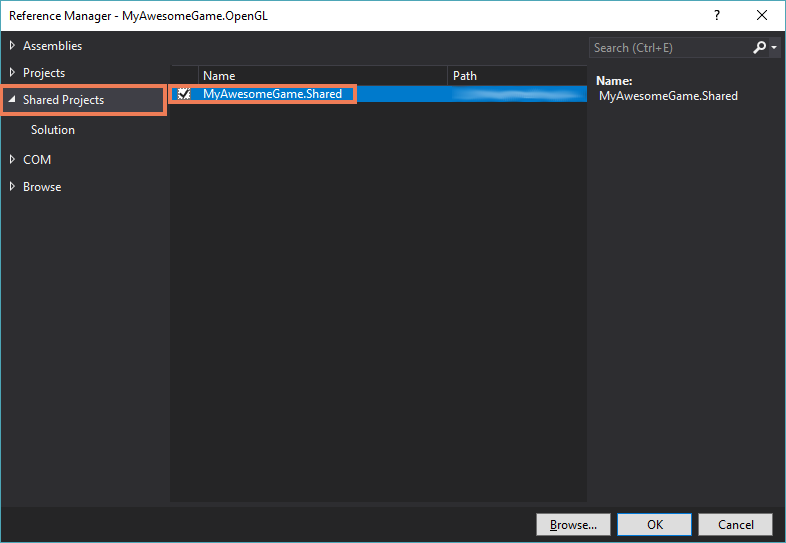 Reference Manager - MyAwesomeGame.OpenGL
?
Assemblies
Projects
Shared Projects
Solution
COM
Browse
Name Path
MyAwesomeGame.Shared
Search (Ctrl+E)
Name:
MyAwesomeGame.Shared
Browse... OK Cancel